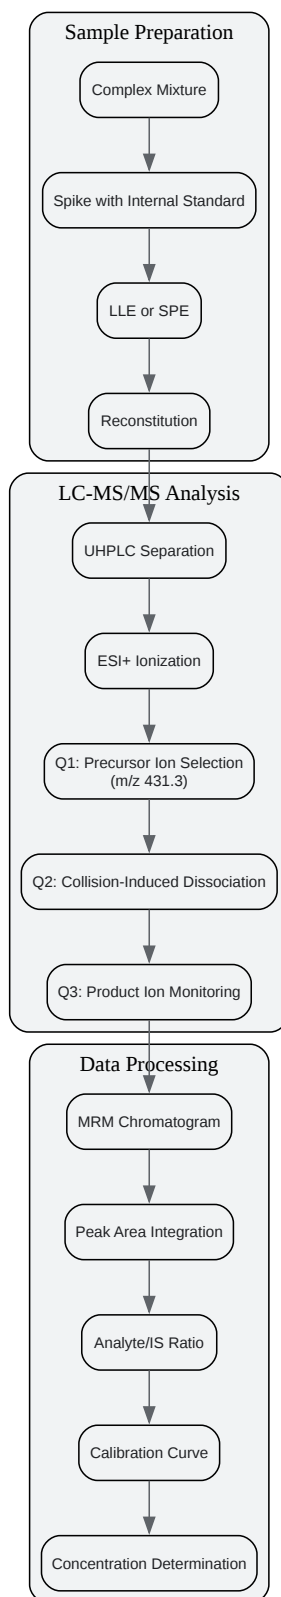 Sample Preparation
Complex Mixture
Spike with Internal Standard
LLE or SPE
Reconstitution
LC-MS/MS Analysis
UHPLC Separation
ESI+ Ionization
Q1: Precursor Ion Selection
(m/z 431.3)
Q2: Collision-Induced Dissociation
Q3: Product Ion Monitoring
Data Processing
MRM Chromatogram
Peak Area Integration
Analyte/IS Ratio
Calibration Curve
Concentration Determination